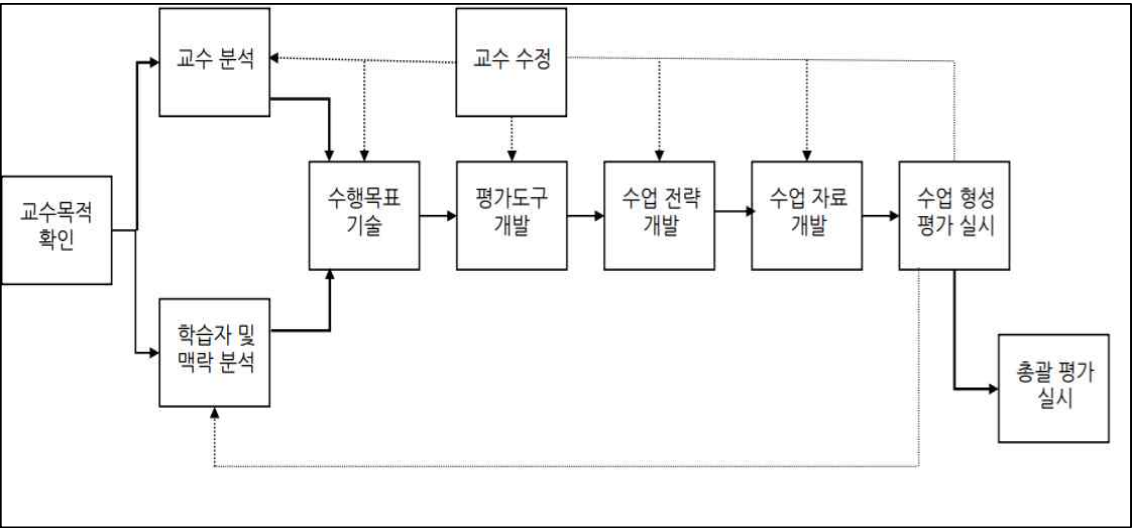 교수 분석
교수 수정
교수목적
확인
수행목표
기술
평가도구
개발
수업 전략
개발
수업 자료
개발
수업 형성
평가 실시
학습자 및
맥락 분석
총괄 평가
실시